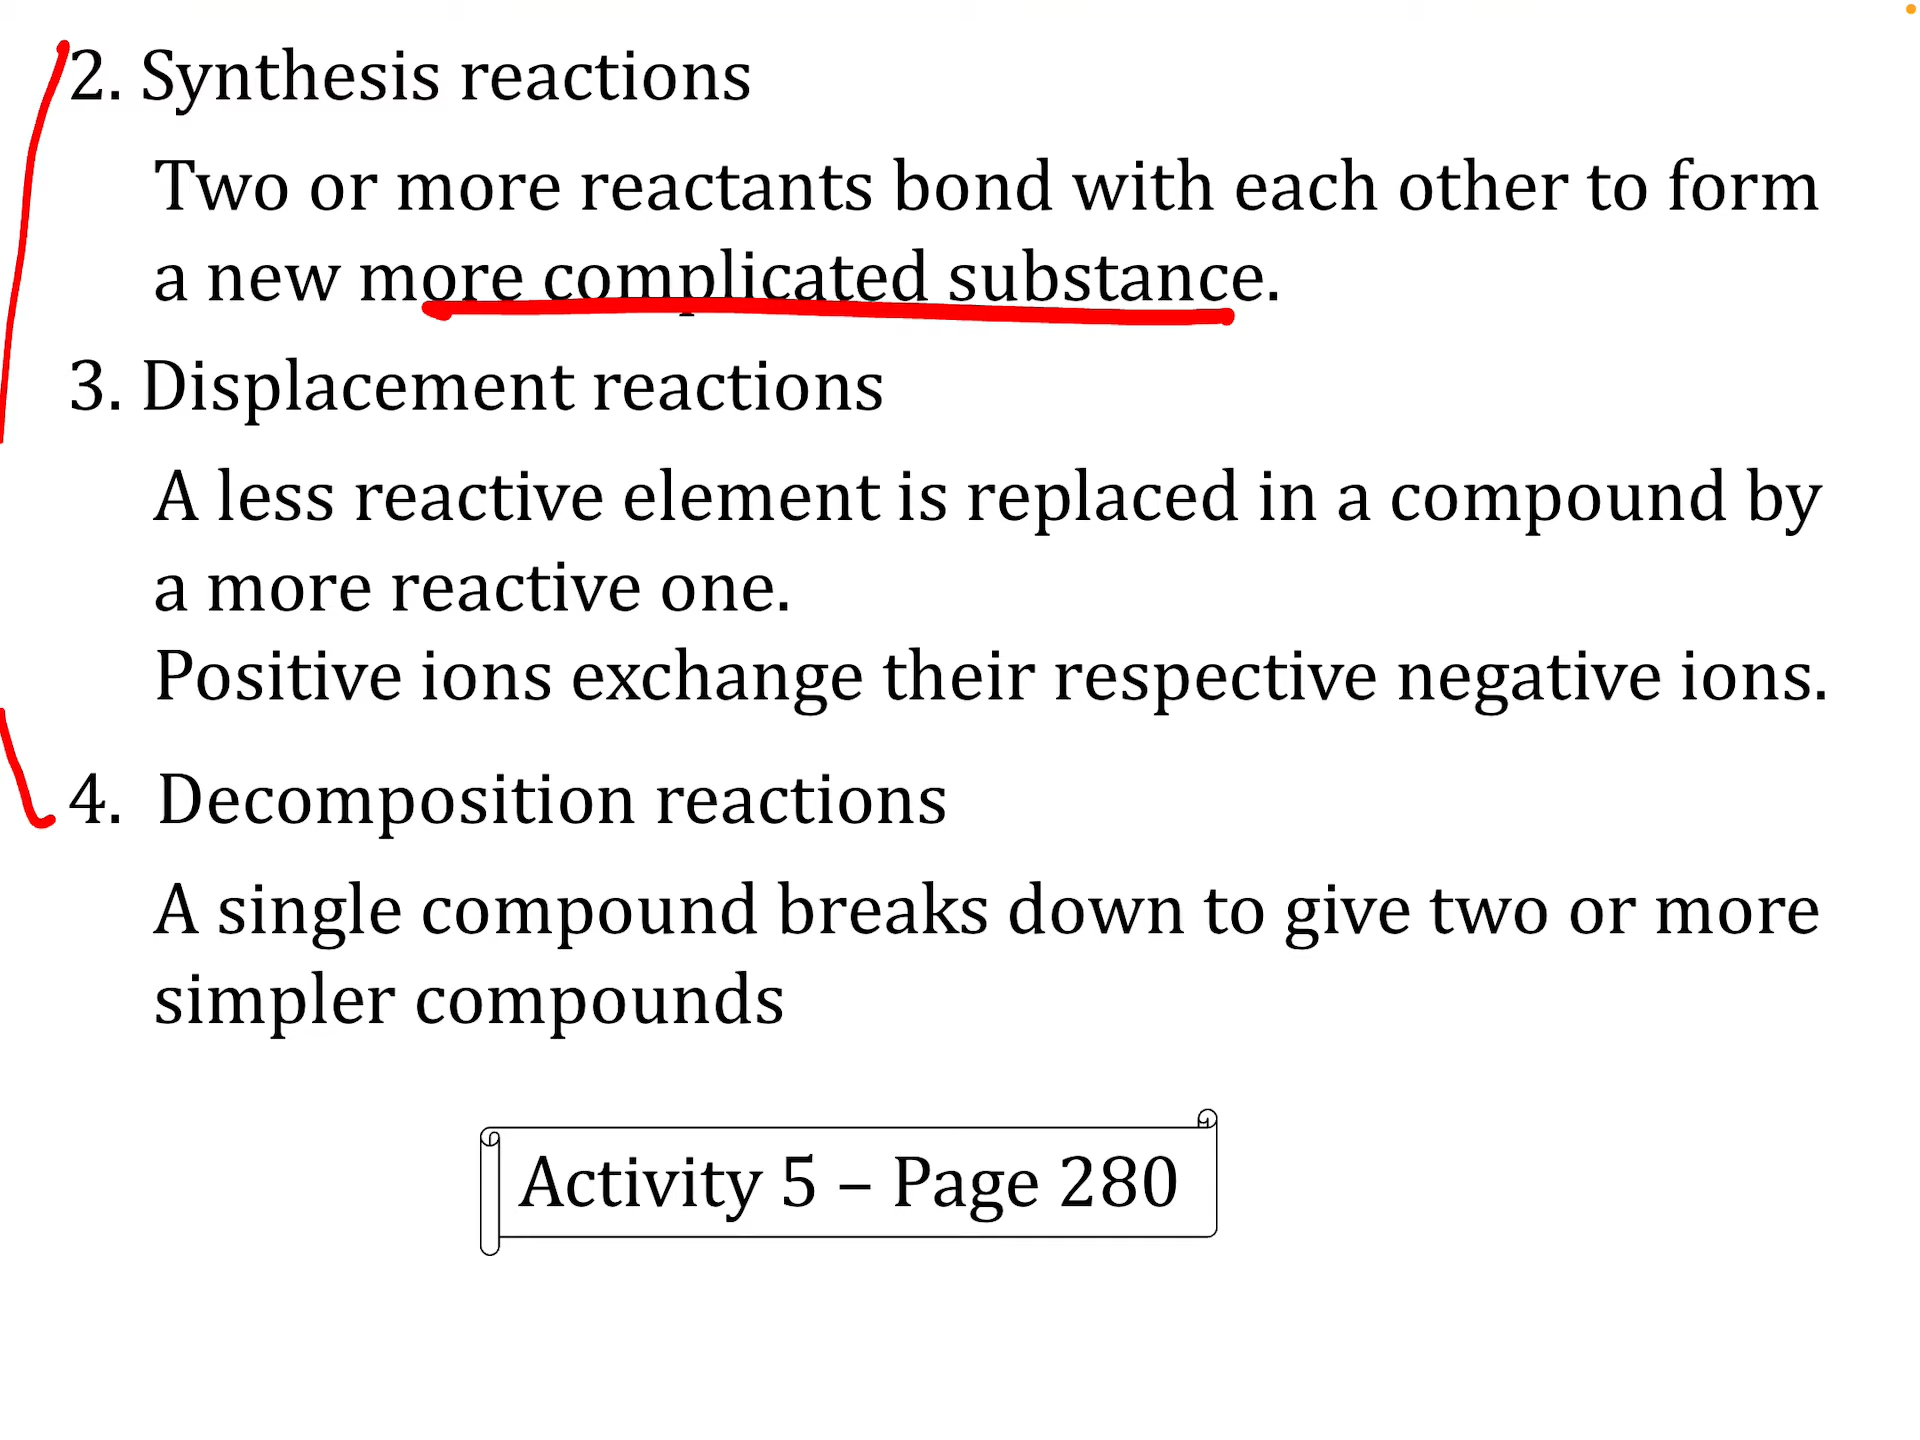 2. Synthesis reactions
Two or more reactants bond with each other to form
a new more complicated substance.
3. Displacement reactions
A less reactive element is replaced in a compound by
a more reactive one.
Positive ions exchange their respective negative ions.
4. Decomposition reactions
A single compound breaks down to give two or more
simpler compounds
Activity 5 – Page 280